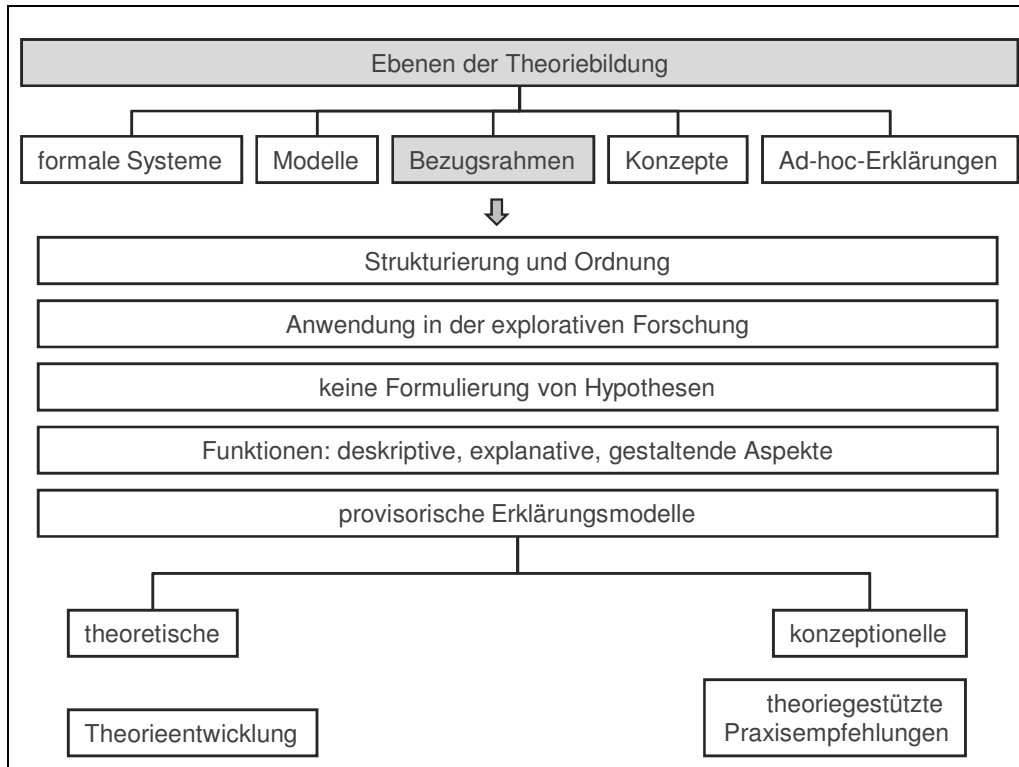 Ebenen der Theoriebildung
formale Systeme
Modelle
Bezugsrahmen
Konzepte
Ad-hoc-Erklärungen
Strukturierung und Ordnung
Anwendung in der explorativen Forschung
keine Formulierung von Hypothesen
Funktionen: deskriptive, explanative, gestaltende Aspekte
provisorische Erklärungsmodelle
theoretische
konzeptionelle
Theorieentwicklung
theoriegestützte
Praxisempfehlungen